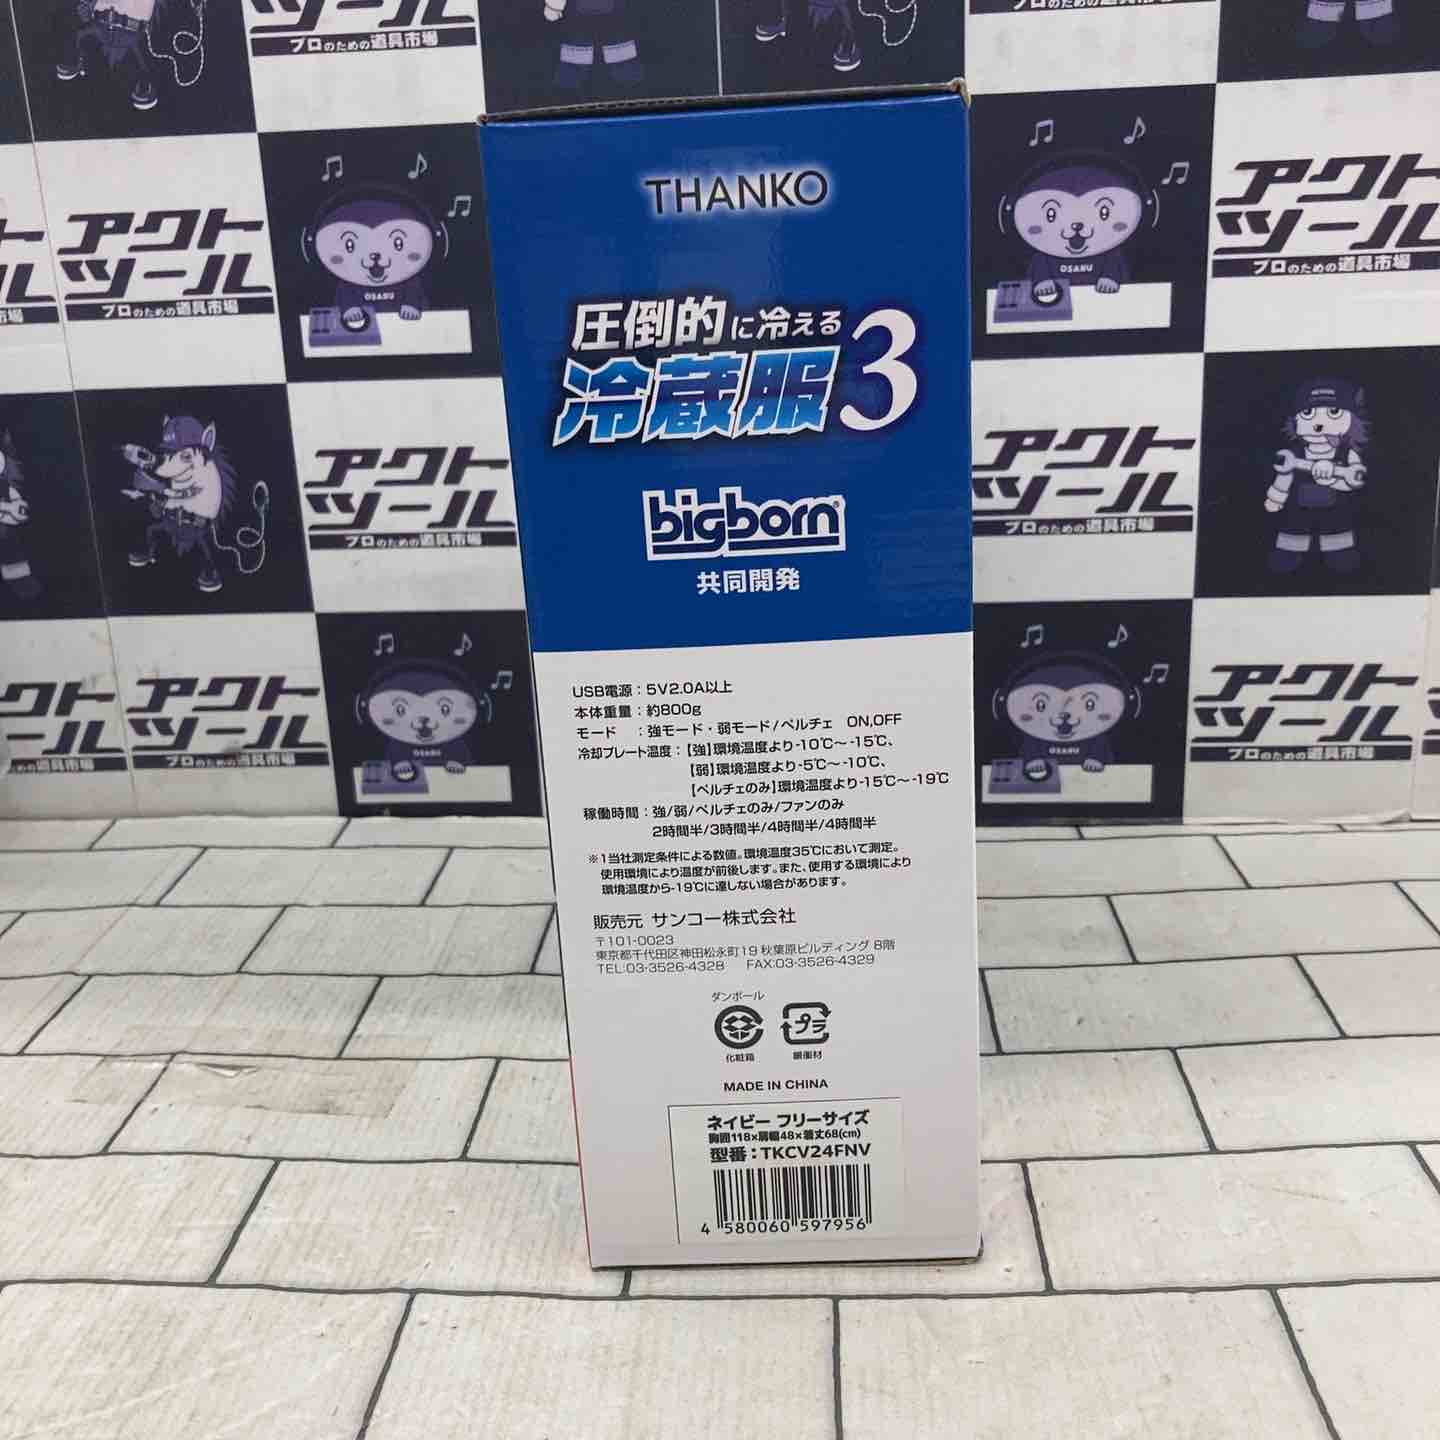 THANKO
圧倒的に冷える
冷蔵服3
bigborn®
共同開発
USB電源：5V2.0A以上
本体重量：約800g
モード　：強モード・弱モード/ペルチェ　ON,OFF
冷却プレート温度：【強】環境温度より-10℃～-15℃、
【弱】環境温度より-5℃～-10℃、
【ペルチェのみ】環境温度より-15℃～-19℃
稼働時間：強/弱/ペルチェのみ/ファンのみ
2時間半/3時間半/4時間半/4時間半
※1当社測定条件による数値。環境温度35℃において測定。
使用環境により温度が前後します。また、使用する環境により
環境温度から-19℃に達しない場合があります。
販売元 サンコー株式会社
〒101-0023
東京都千代田区神田松永町19 秋葉原ビルディング 8階
TEL:03-3526-4328　FAX:03-3526-4329
ダンボール
プラ
化粧箱
緩衝材
MADE IN CHINA
ネイビー フリーサイズ
胸囲118×肩幅48×着丈68(cm)
型番：TKCV24FNV
4 580060 597956
プロのための道具市場
アクト
ツール
プロのための道具市場
OSARU
アクト
ツール
プロのための道具市場
OSARU
アクト
ツール
プロのための道具市場
アクト
ツール
プロのための道具市場
アクト
ツール
プロのための道具市場
OSARU
アクト
ツール
プロのための道具市場
OSARU